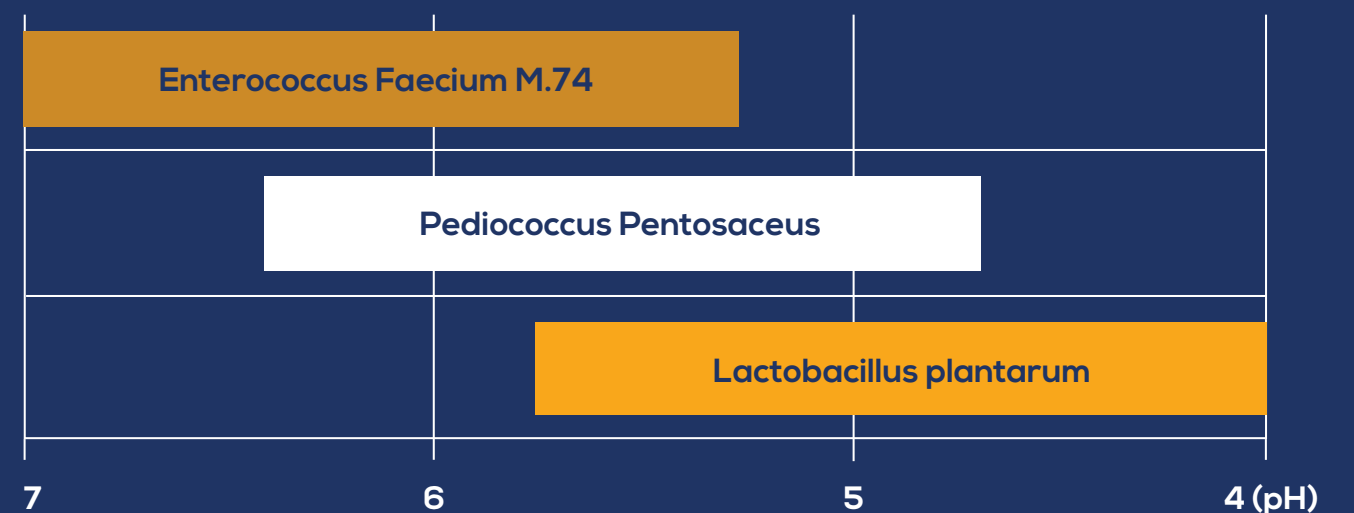 Enterococcus Faecium M.74
Pediococcus Pentosaceus
Lactobacillus plantarum
7 6 5 4 (pH)